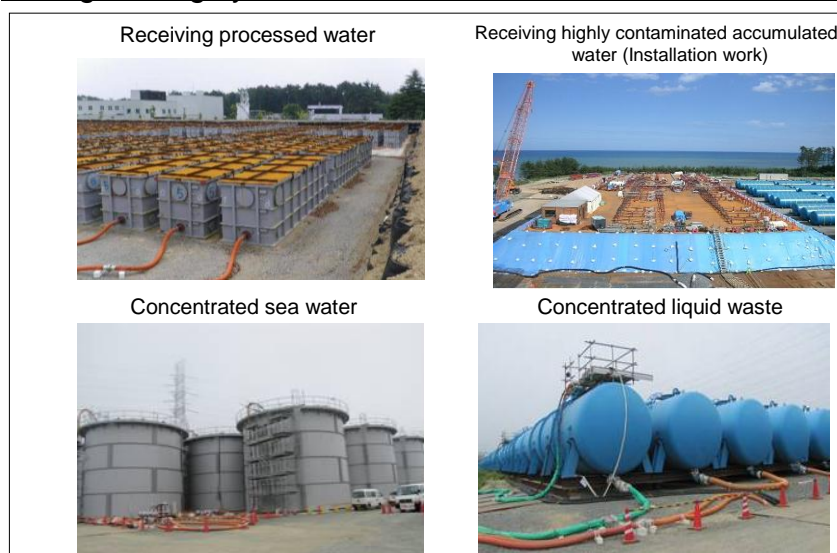 Receiving processed water
Receiving highly contaminated accumulated
water (Installation work)
Concentrated sea water
Concentrated liquid waste